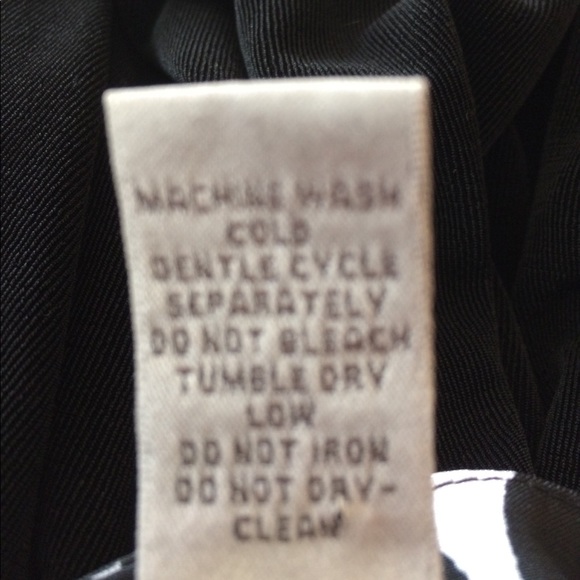 MACHINE WASH
COLD
GENTLE CYCLE
SEPARATELY
DO NOT BLEACH
TUMBLE DRY
LOW
DO NOT IRON
DO NOT DRY-
CLEAN